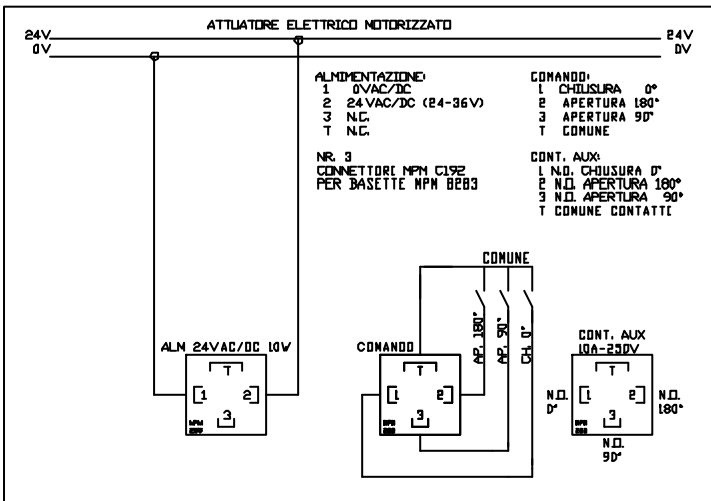 ATTUATORE ELETTRICO MOTORIZZATO
24V 24V
0V 0V
ALMIMENTAZIONE:
1 0VAC/DC
2 24VAC/DC (24-36V)
3 N.C.
T N.C.
COMANDO:
1 CHIUSURA 0°
2 APERTURA 180°
3 APERTURA 90°
T COMUNE
NR. 3
CONNETTORI MPM C192
PER BASETTE MPM B283
CONT. AUX:
1 N.O. CHIUSURA 0°
2 N.O. APERTURA 180°
3 N.O. APERTURA 90°
T COMUNE CONTATTI
COMUNE
AP. 180°
AP. 90°
CH. 0°
ALM 24VAC/DC 10W
T
1 2
3
COMANDO
T
1 2
3
CONT. AUX
10A-250V
T
N.O. 0° 1 2 N.O. 180°
3
N.O.
90°